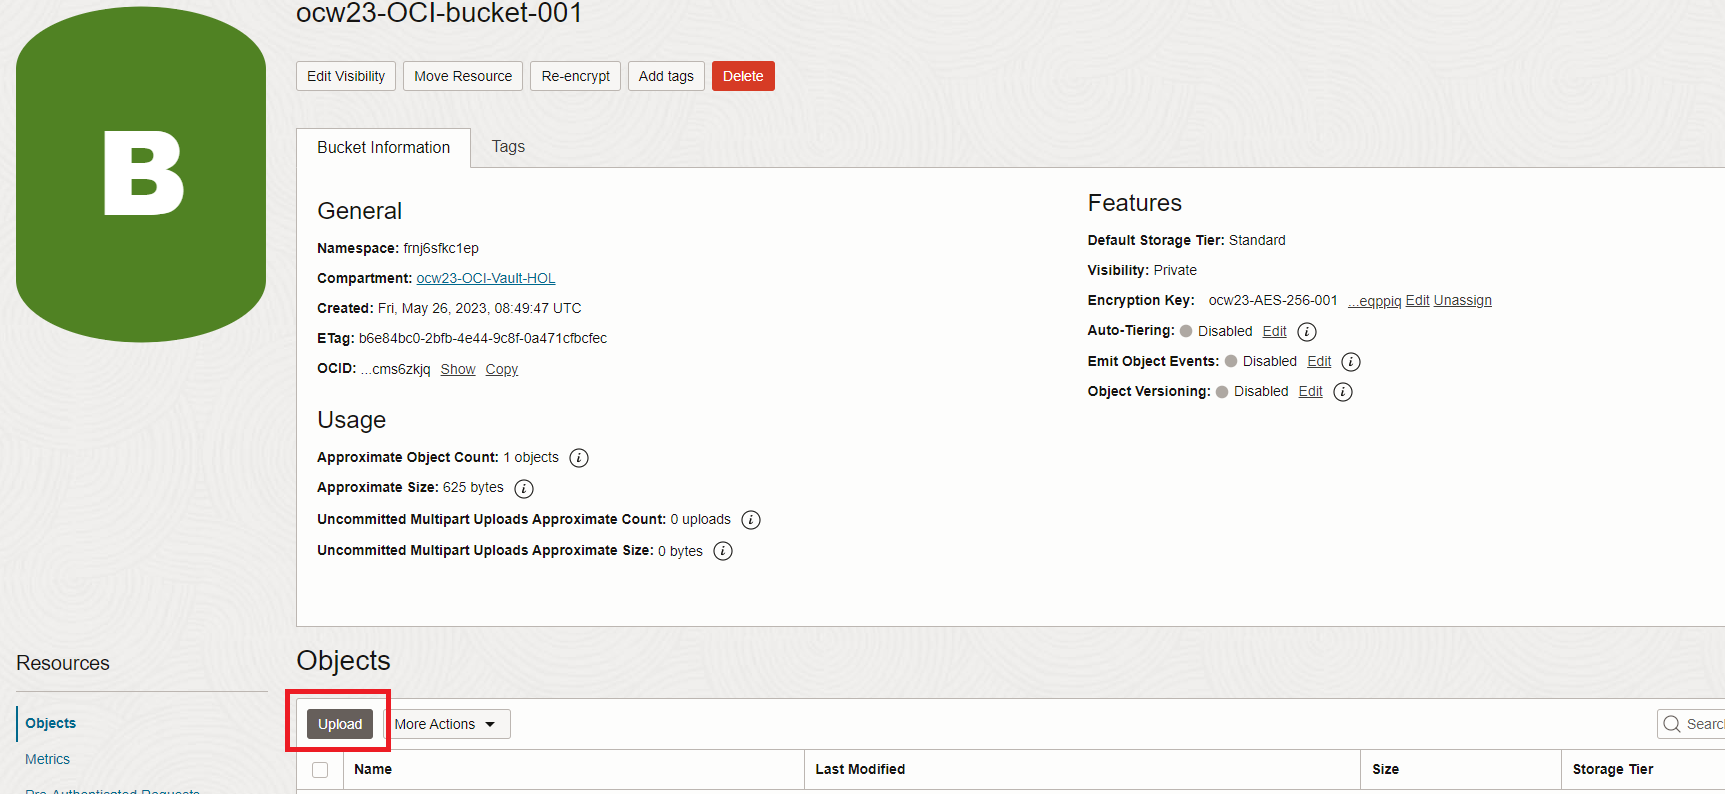 ocw23-OCI-bucket-001
B
Edit Visibility Move Resource Re-encrypt Add tags Delete
Bucket Information Tags
General
Namespace: frnj6sfkc1ep
Compartment: ocw23-OCI-Vault-HOL
Created: Fri, May 26, 2023, 08:49:47 UTC
ETag: b6e84bc0-2bfb-4e44-9c8f-0a471cfbcfec
OCID: ...cms6zkjq Show Copy
Usage
Approximate Object Count: 1 objects i
Approximate Size: 625 bytes i
Uncommitted Multipart Uploads Approximate Count: 0 uploads i
Uncommitted Multipart Uploads Approximate Size: 0 bytes i
Features
Default Storage Tier: Standard
Visibility: Private
Encryption Key: ocw23-AES-256-001 ...eqppiq Edit Unassign
Auto-Tiering: Disabled Edit i
Emit Object Events: Disabled Edit i
Object Versioning: Disabled Edit i
Resources
Objects
Metrics
Pre-Authenticated Requests
Objects
Upload More Actions
Search
Name Last Modified Size Storage Tier